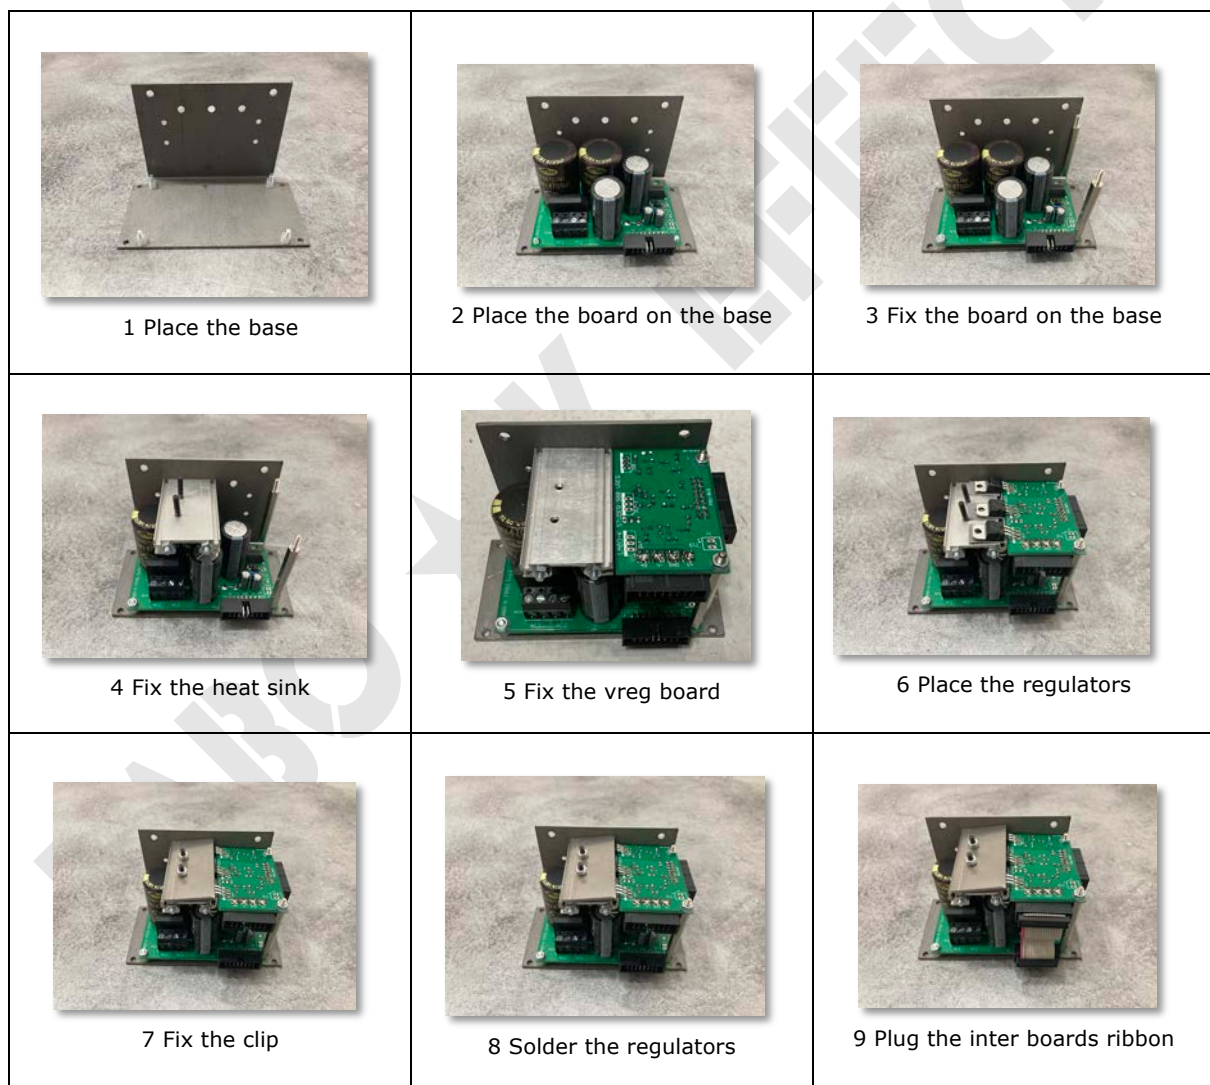 1 Place the base
2 Place the board on the base
3 Fix the board on the base
4 Fix the heat sink
5 Fix the vreg board
6 Place the regulators
7 Fix the clip
8 Solder the regulators
9 Plug the inter boards ribbon